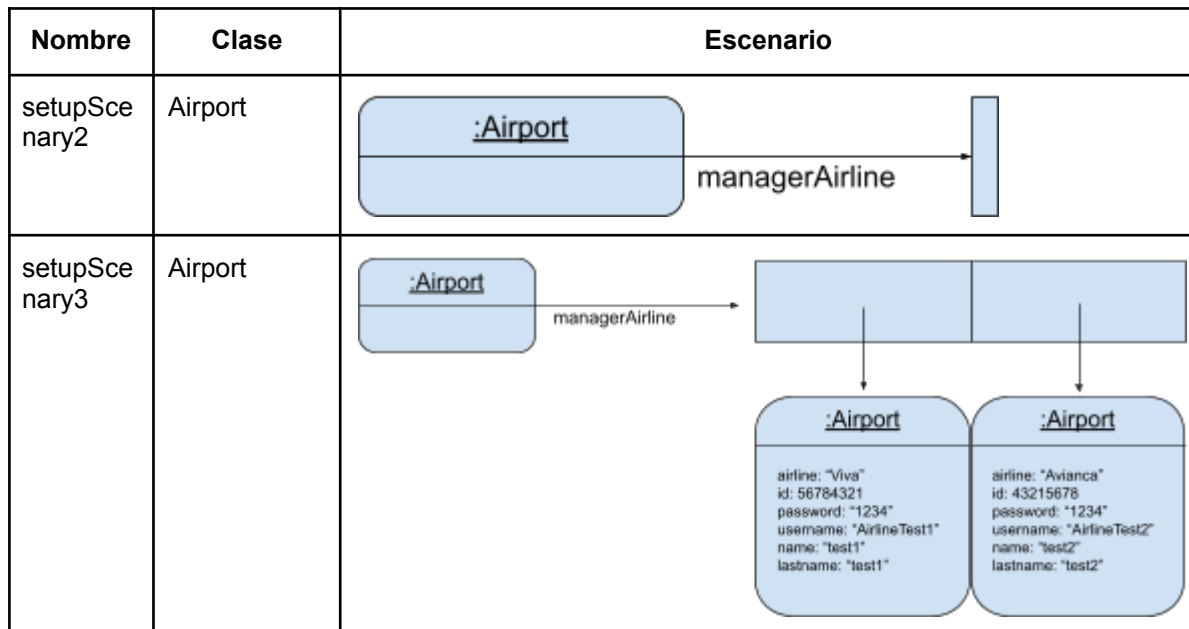 Nombre Clase Escenario
setupSce
nary2
Airport
:Airport
managerAirline
setupSce
nary3
Airport
:Airport
managerAirline
:Airport
airline: “Viva”
id: 56784321
password: “1234”
username: “AirlineTest1”
name: “test1”
lastname: “test1”
:Airport
airline: “Avianca”
id: 43215678
password: “1234”
username: “AirlineTest2”
name: “test2”
lastname: “test2”